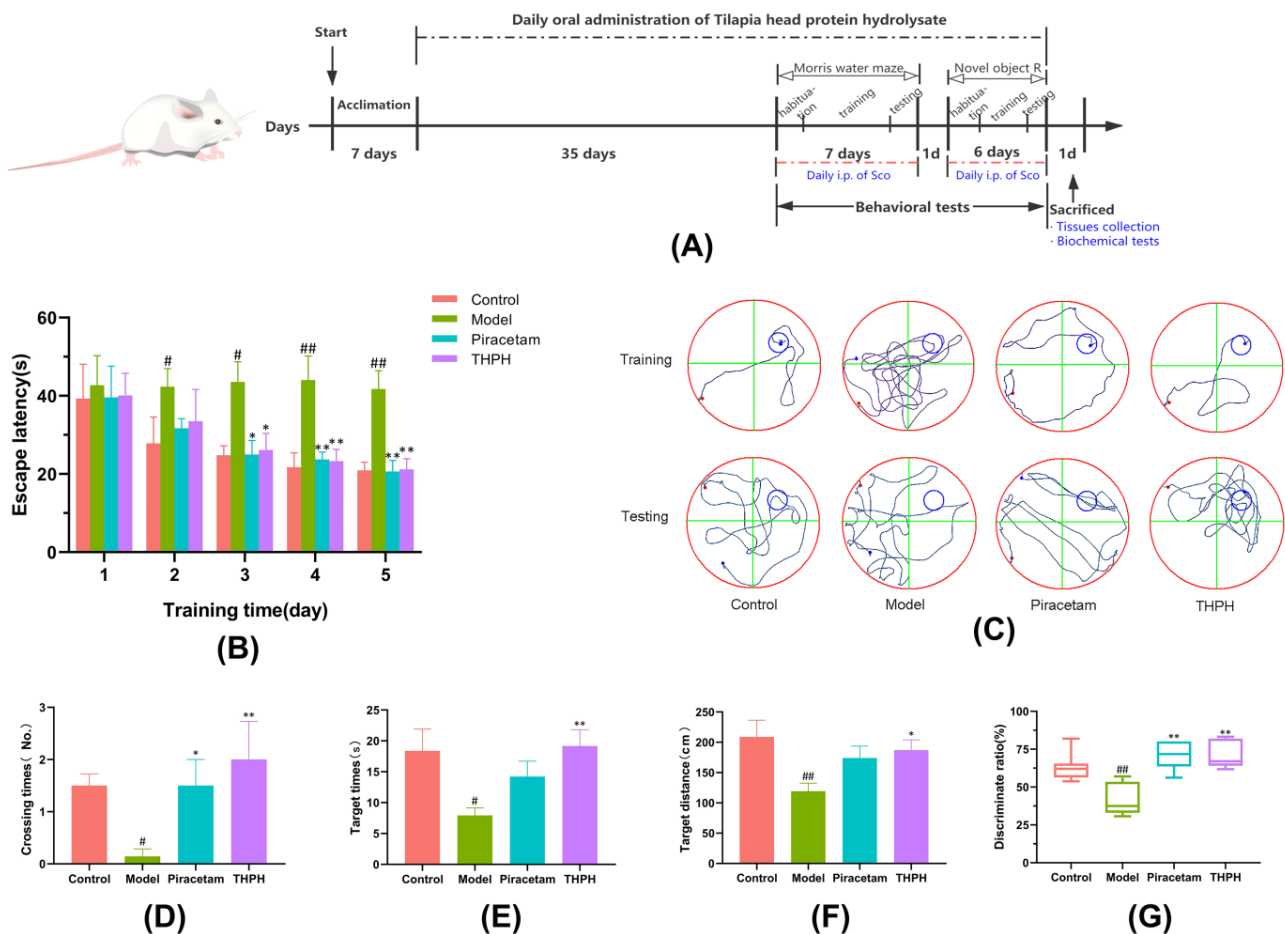 Daily oral administration of Tilapia head protein hydrolysate
Start
Morris water maze
Novel object R
Acclimation
habitua-
tion
training
testing
habitua-
tion
training
testing
Days
7 days
35 days
7 days
1d
6 days
1d
Daily i.p. of Sco
Daily i.p. of Sco
Behavioral tests
Sacrificed
· Tissues collection
· Biochemical tests
(A)
Control
Model
Piracetam
THPH
Escape latency(s)
60
40
20
0
#
#
##
##
*
*
**
**
**
**
1
2
3
4
5
Training time(day)
(B)
Training
Testing
Control
Model
Piracetam
THPH
(C)
Crossing times( No.)
3
2
1
0
#
*
**
Control
Model
Piracetam
THPH
(D)
Target times(s)
25
20
15
10
5
0
#
**
Control
Model
Piracetam
THPH
(E)
Target distance(cm)
250
200
150
100
50
0
##
*
Control
Model
Piracetam
THPH
(F)
Discriminate ratio(%)
100
75
50
25
0
##
**
**
Control
Model
Piracetam
THPH
(G)